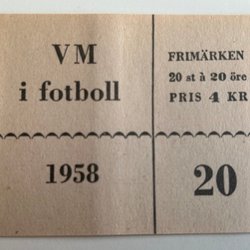 VM
i fotboll
FRIMÄRKEN
20 st à 20 öre
PRIS 4 KR
1958
20